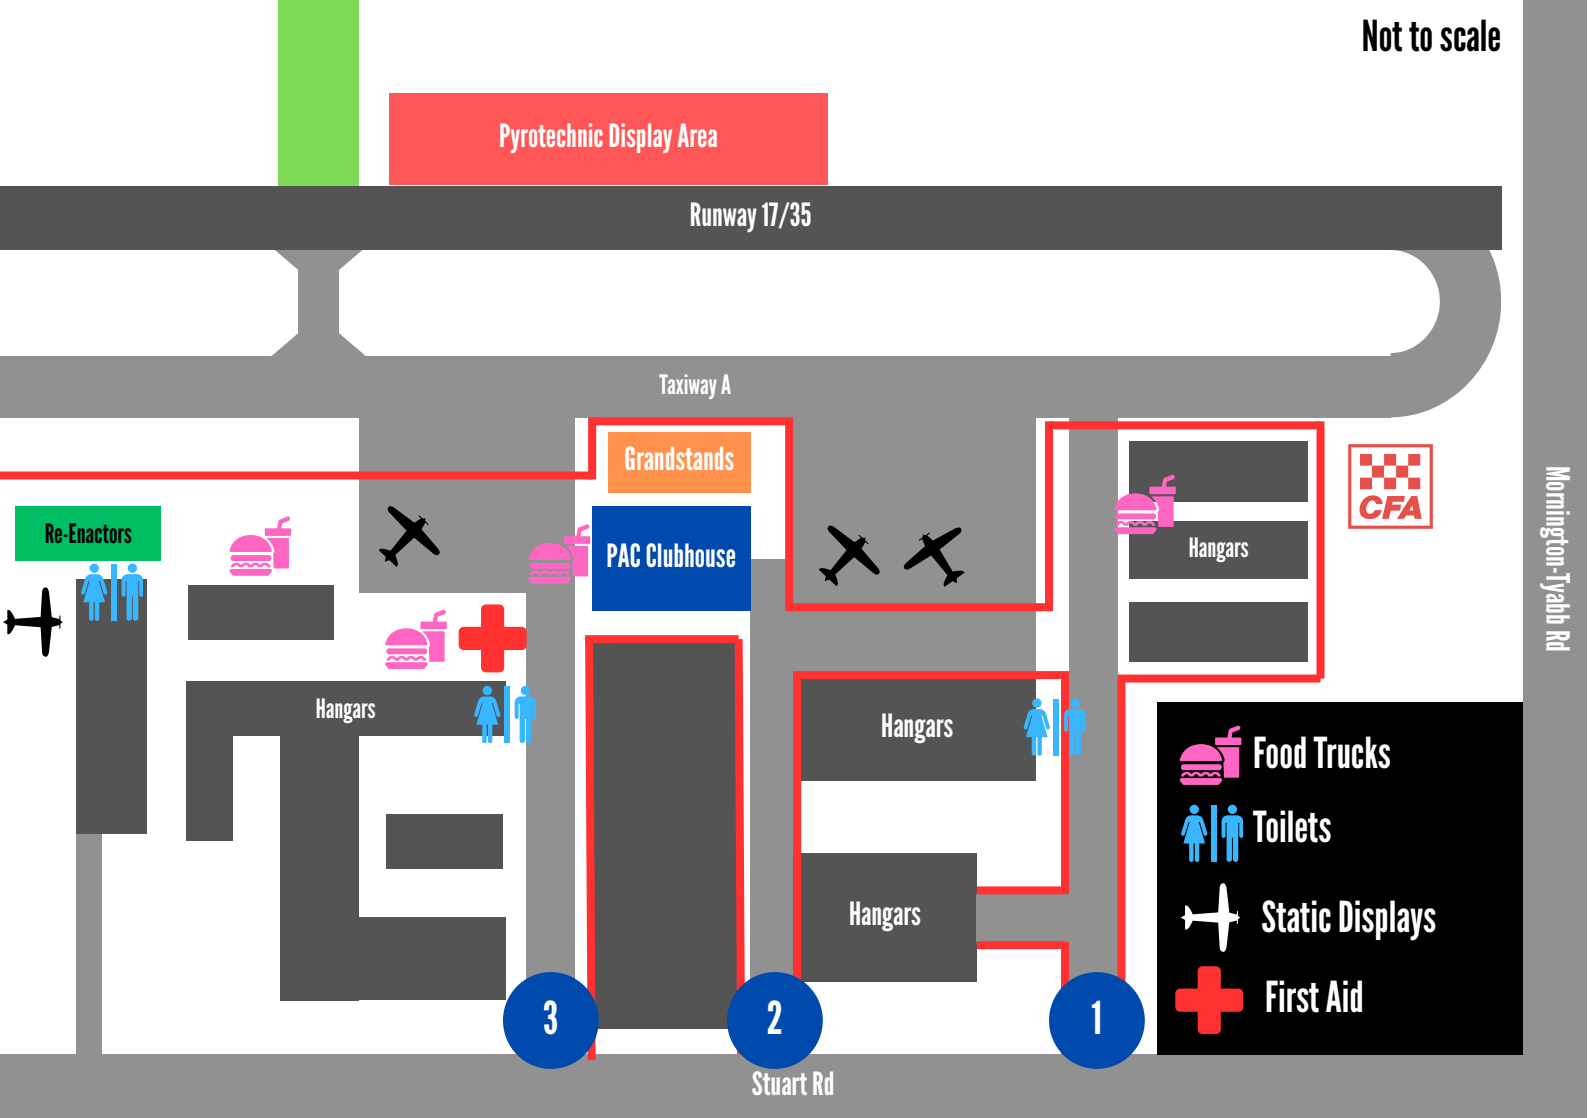 Not to scale
Pyrotechnic Display Area
Runway 17/35
Taxiway A
Grandstands
CFA
Re-Enactors
PAC Clubhouse
Hangars
Mornington-Tyabb Rd
Hangars
Hangars
Food Trucks
Toilets
Hangars
Static Displays
First Aid
3
2
1
Stuart Rd